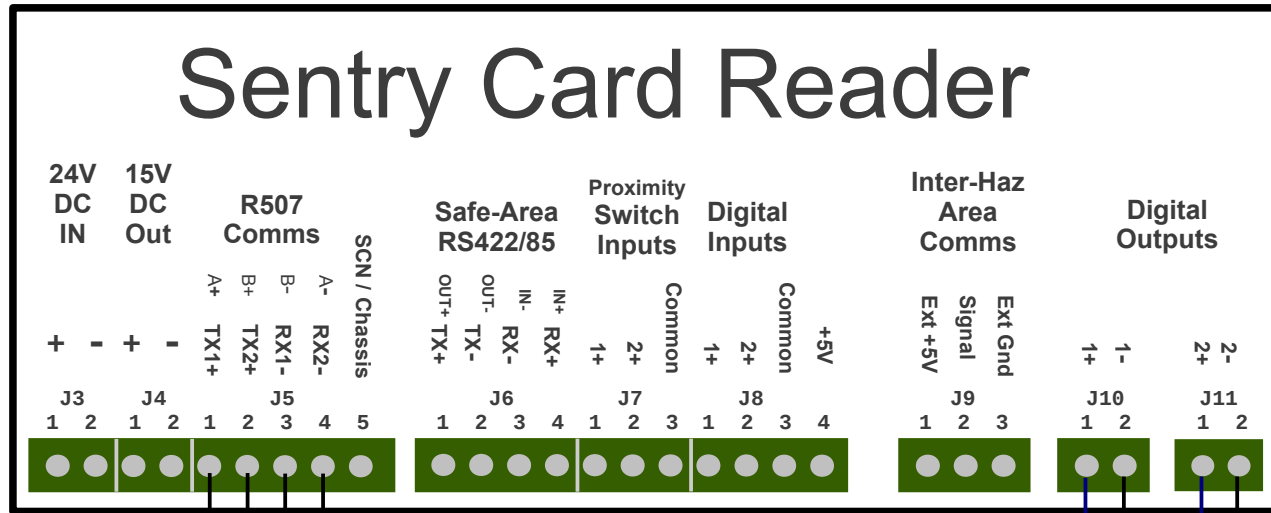 Sentry Card Reader
24V
DC
IN
15V
DC
Out
R507
Comms
SCN / Chassis
Safe-Area
RS422/85
Proximity
Switch
Inputs
Common
Digital
Inputs
Common
Inter-Haz
Area
Comms
Digital
Outputs
A+ B+ B- A-
OUT+ OUT- IN- IN+
+ - + -
TX1+ TX2+ RX1- RX2-
TX+ TX- RX- RX+
1+ 2+
1+ 2+ +5V
Ext +5V Signal Ext Gnd
1+ 1-
2+ 2-
J3 J4 J5 J6 J7 J8 J9 J10 J11
1 2 1 2 1 2 3 4 5 1 2 3 4 1 2 3 1 2 3 4 1 2 3 1 2 1 2